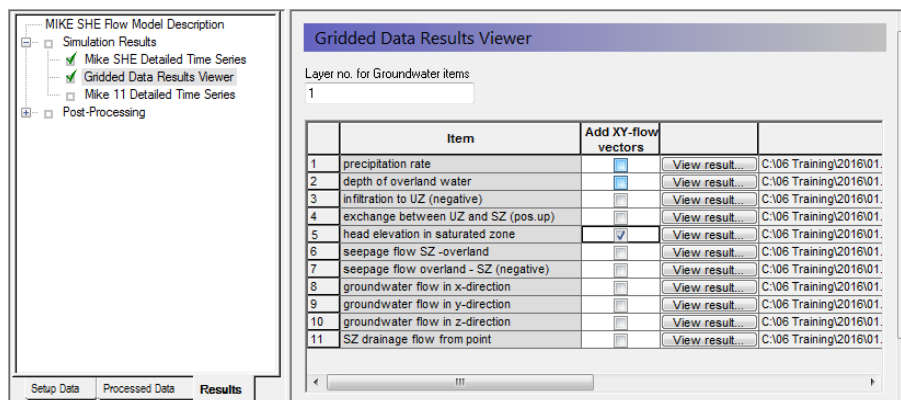 MIKE SHE Flow Model Description
Simulation Results
Mike SHE Detailed Time Series
Gridded Data Results Viewer
Mike 11 Detailed Time Series
Post-Processing
Setup Data Processed Data Results
Gridded Data Results Viewer
Layer no. for Groundwater items
1
Item Add XY-flow vectors
1 precipitation rate View result... C:\06 Training\2016\01.
2 depth of overland water View result... C:\06 Training\2016\01.
3 infiltration to UZ (negative) View result... C:\06 Training\2016\01.
4 exchange between UZ and SZ (pos.up) View result... C:\06 Training\2016\01.
5 head elevation in saturated zone View result... C:\06 Training\2016\01.
6 seepage flow SZ -overland View result... C:\06 Training\2016\01.
7 seepage flow overland - SZ (negative) View result... C:\06 Training\2016\01.
8 groundwater flow in x-direction View result... C:\06 Training\2016\01.
9 groundwater flow in y-direction View result... C:\06 Training\2016\01.
10 groundwater flow in z-direction View result... C:\06 Training\2016\01.
11 SZ drainage flow from point View result... C:\06 Training\2016\01.